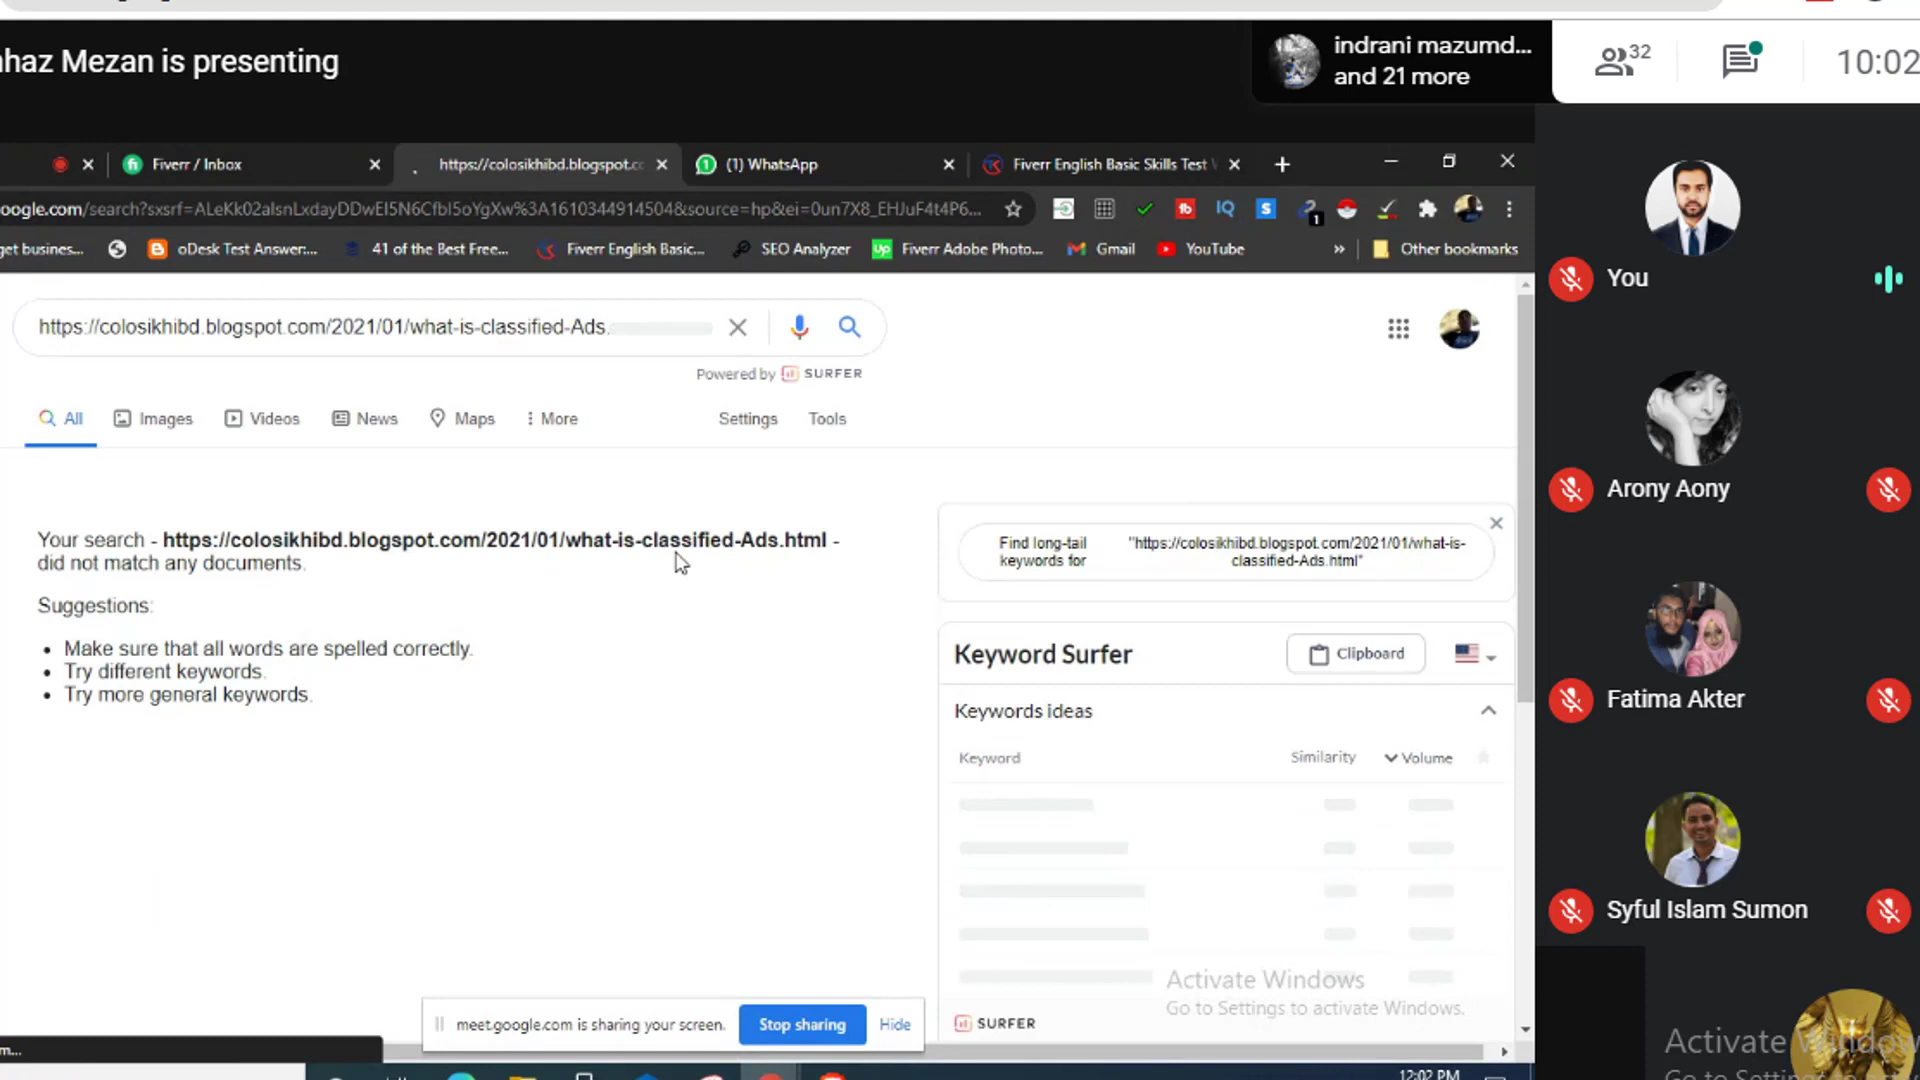 haz Mezan is presenting
indrani mazumd...
and 21 more
32
10:02
Fiverr / Inbox
https://colosikhibd.blogspot.cc
(1) WhatsApp
Fiverr English Basic Skills Test
oogle.com/search?sxsrf=ALeKk02alsnLxdayDDwEI5N6Cfbl5oYgXw%3A1610344914504&source=hp&ei=0un7X8_EHJuF4t4P6...
get busines...
oDesk Test Answer:...
41 of the Best Free...
Fiverr English Basic...
SEO Analyzer
Up
Fiverr Adobe Photo...
Gmail
YouTube
»
Other bookmarks
https://colosikhibd.blogspot.com/2021/01/what-is-classified-Ads.
Powered by SURFER
All
Images
Videos
News
Maps
More
Settings
Tools
Your search - https://colosikhibd.blogspot.com/2021/01/what-is-classified-Ads.html -
did not match any documents.
Suggestions:
• Make sure that all words are spelled correctly.
• Try different keywords.
• Try more general keywords.
Find long-tail
keywords for
"https://colosikhibd.blogspot.com/2021/01/what-is-
classified-Ads.html"
Keyword Surfer
Clipboard
Keywords ideas
Keyword
Similarity
Volume
Activate Windows
Go to Settings to activate Windows.
SURFER
meet.google.com is sharing your screen.
Stop sharing
Hide
m...
12:02 PM
You
Arony Aony
Fatima Akter
Syful Islam Sumon
Activate Window